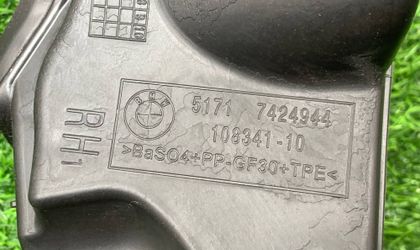 BMW
5171 7424944
108341-10
>BaSO4+PP-GF30+TPE<
RH1